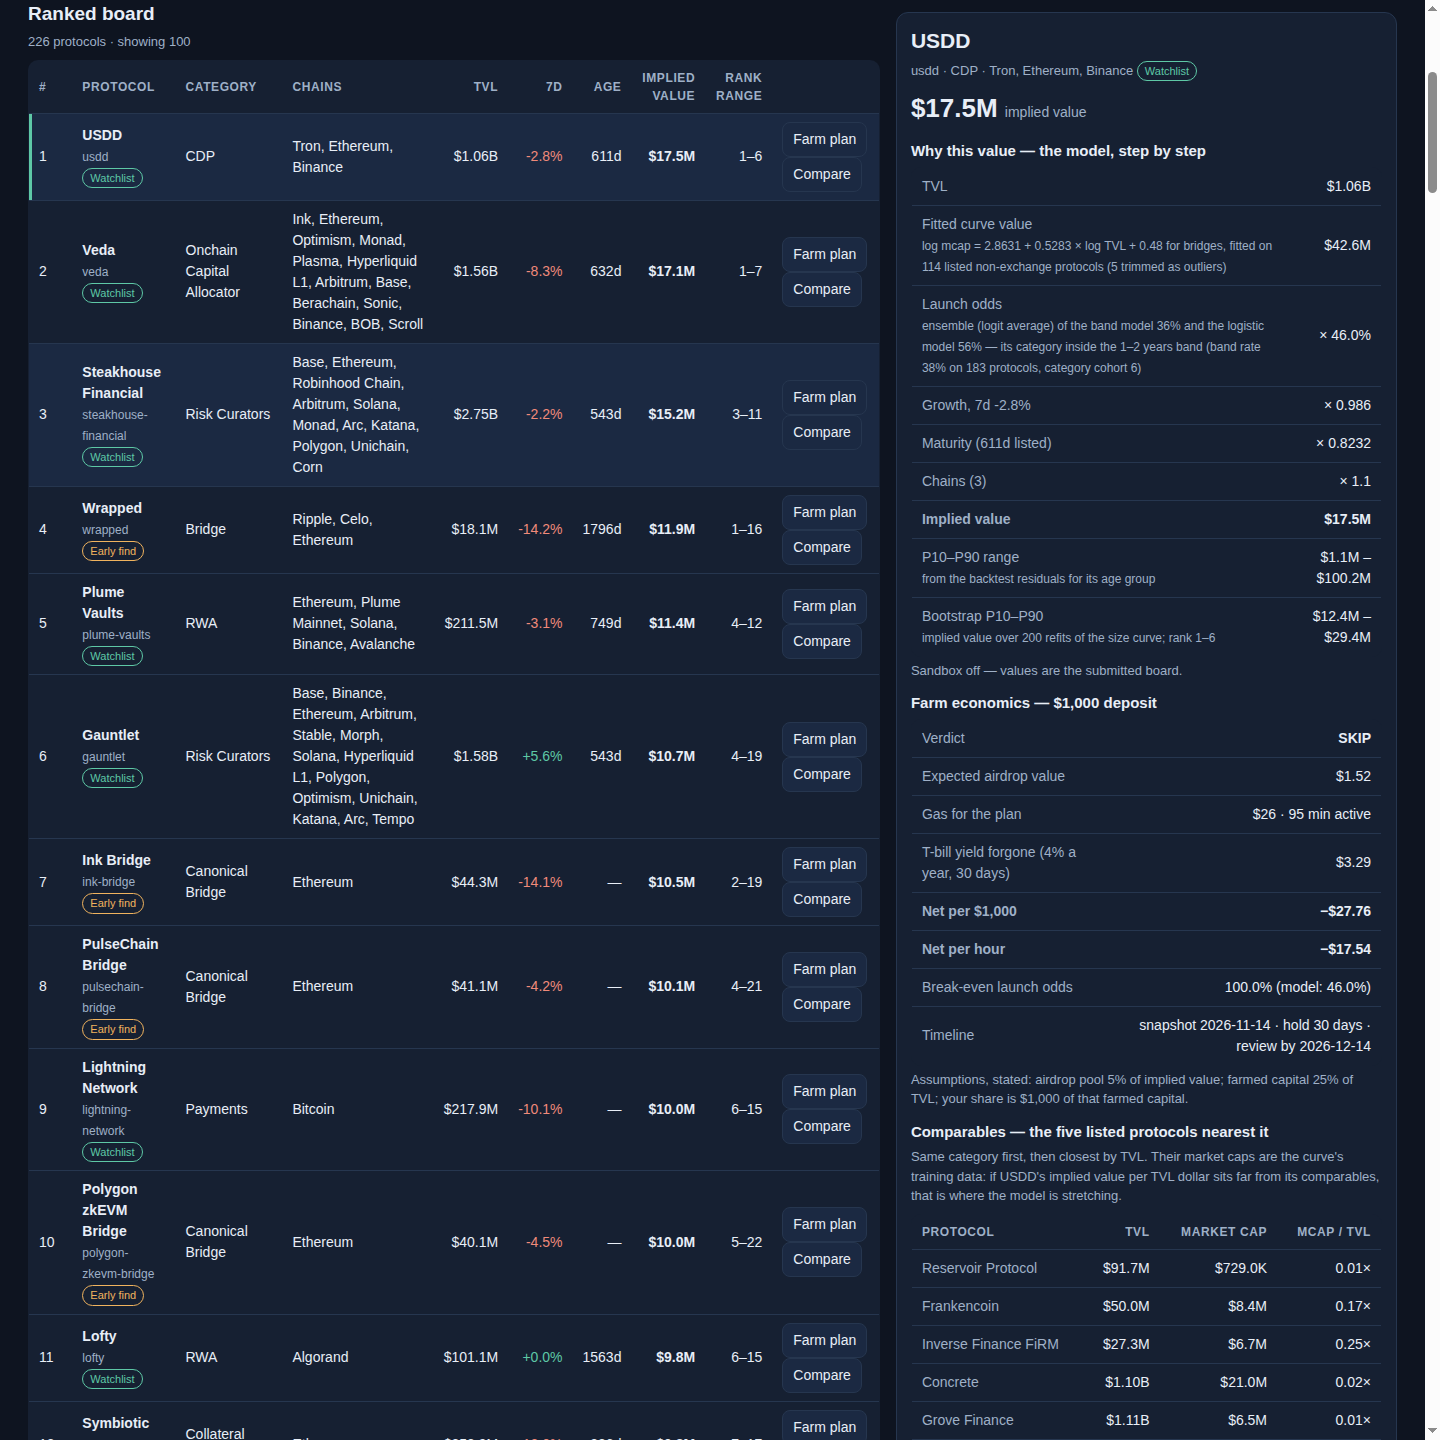 Ranked board
226 protocols · showing 100
# PROTOCOL CATEGORY CHAINS TVL 7D AGE IMPLIED VALUE RANK RANGE
1 USDD usdd Watchlist CDP Tron, Ethereum, Binance $1.06B -2.8% 611d $17.5M 1–6 Farm plan Compare
2 Veda veda Watchlist Onchain Capital Allocator Ink, Ethereum, Optimism, Monad, Plasma, Hyperliquid L1, Arbitrum, Base, Berachain, Sonic, Binance, BOB, Scroll $1.56B -8.3% 632d $17.1M 1–7 Farm plan Compare
3 Steakhouse Financial steakhouse-financial Watchlist Risk Curators Base, Ethereum, Robinhood Chain, Arbitrum, Solana, Monad, Arc, Katana, Polygon, Unichain, Corn $2.75B -2.2% 543d $15.2M 3–11 Farm plan Compare
4 Wrapped wrapped Early find Bridge Ripple, Celo, Ethereum $18.1M -14.2% 1796d $11.9M 1–16 Farm plan Compare
5 Plume Vaults plume-vaults Watchlist RWA Ethereum, Plume Mainnet, Solana, Binance, Avalanche $211.5M -3.1% 749d $11.4M 4–12 Farm plan Compare
6 Gauntlet gauntlet Watchlist Risk Curators Base, Binance, Ethereum, Arbitrum, Stable, Morph, Solana, Hyperliquid L1, Polygon, Optimism, Unichain, Katana, Arc, Tempo $1.58B +5.6% 543d $10.7M 4–19 Farm plan Compare
7 Ink Bridge ink-bridge Early find Canonical Bridge Ethereum $44.3M -14.1% — $10.5M 2–19 Farm plan Compare
8 PulseChain Bridge pulsechain-bridge Early find Canonical Bridge Ethereum $41.1M -4.2% — $10.1M 4–21 Farm plan Compare
9 Lightning Network lightning-network Watchlist Payments Bitcoin $217.9M -10.1% — $10.0M 6–15 Farm plan Compare
10 Polygon zkEVM Bridge polygon-zkevm-bridge Early find Canonical Bridge Ethereum $40.1M -4.5% — $10.0M 5–22 Farm plan Compare
11 Lofty lofty Watchlist RWA Algorand $101.1M +0.0% 1563d $9.8M 6–15 Farm plan Compare
Symbiotic Collateral Farm plan
USDD
usdd · CDP · Tron, Ethereum, Binance Watchlist
$17.5M implied value
Why this value — the model, step by step
TVL $1.06B
Fitted curve value
log mcap = 2.8631 + 0.5283 × log TVL + 0.48 for bridges, fitted on
114 listed non-exchange protocols (5 trimmed as outliers) $42.6M
Launch odds
ensemble (logit average) of the band model 36% and the logistic
model 56% — its category inside the 1–2 years band (band rate
38% on 183 protocols, category cohort 6) × 46.0%
Growth, 7d -2.8% × 0.986
Maturity (611d listed) × 0.8232
Chains (3) × 1.1
Implied value $17.5M
P10–P90 range $1.1M –
from the backtest residuals for its age group $100.2M
Bootstrap P10–P90 $12.4M –
implied value over 200 refits of the size curve; rank 1–6 $29.4M
Sandbox off — values are the submitted board.
Farm economics — $1,000 deposit
Verdict SKIP
Expected airdrop value $1.52
Gas for the plan $26 · 95 min active
T-bill yield forgone (4% a
year, 30 days) $3.29
Net per $1,000 −$27.76
Net per hour −$17.54
Break-even launch odds 100.0% (model: 46.0%)
Timeline snapshot 2026-11-14 · hold 30 days ·
review by 2026-12-14
Assumptions, stated: airdrop pool 5% of implied value; farmed capital 25% of
TVL; your share is $1,000 of that farmed capital.
Comparables — the five listed protocols nearest it
Same category first, then closest by TVL. Their market caps are the curve's
training data: if USDD's implied value per TVL dollar sits far from its comparables,
that is where the model is stretching.
PROTOCOL TVL MARKET CAP MCAP / TVL
Reservoir Protocol $91.7M $729.0K 0.01×
Frankencoin $50.0M $8.4M 0.17×
Inverse Finance FiRM $27.3M $6.7M 0.25×
Concrete $1.10B $21.0M 0.02×
Grove Finance $1.11B $6.5M 0.01×